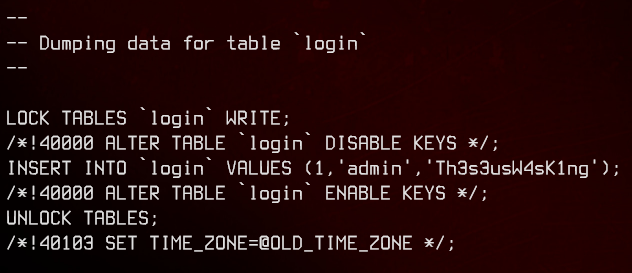 --
-- Dumping data for table `login`
--
LOCK TABLES `login` WRITE;
/*!40000 ALTER TABLE `login` DISABLE KEYS */;
INSERT INTO `login` VALUES (1,'admin','Th3s3usW4sK1ng');
/*!40000 ALTER TABLE `login` ENABLE KEYS */;
UNLOCK TABLES;
/*!40103 SET TIME_ZONE=@OLD_TIME_ZONE */;